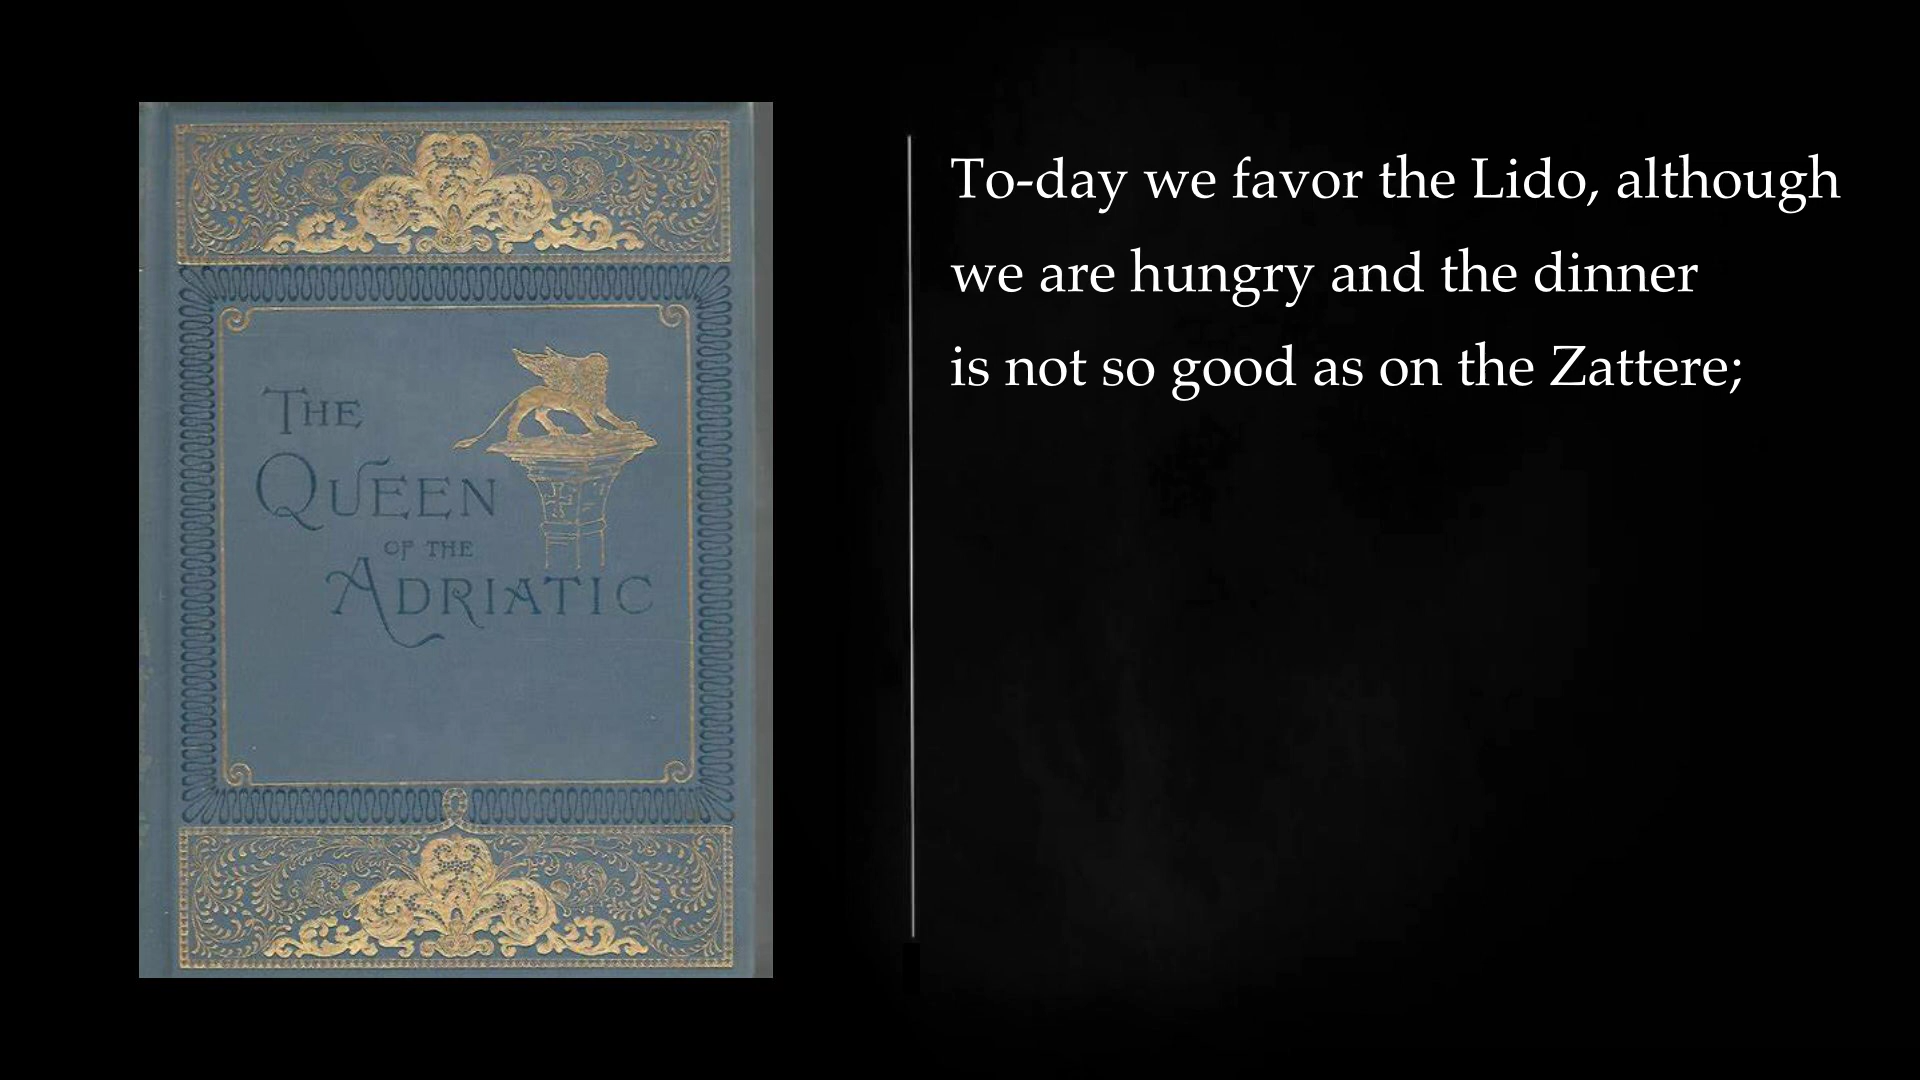 THE
QUEEN
OF THE
ADRIATIC
To-day we favor the Lido, although
we are hungry and the dinner
is not so good as on the Zattere;